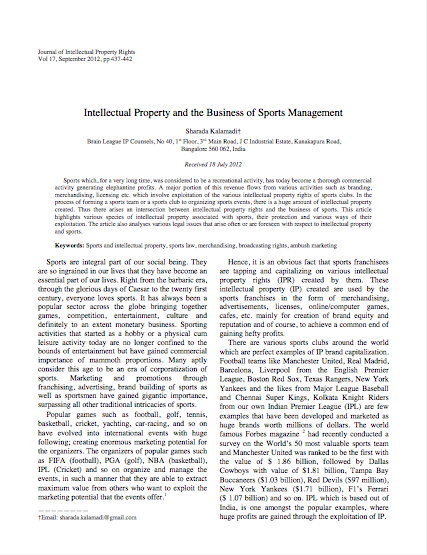 Journal of Intellectual Property Rights
Vol 17, September 2012, pp 437-442
Intellectual Property and the Business of Sports Management
Sharada Kalamadi†
Brain League IP Counsels, No 40, 1st Floor, 3rd Main Road, J C Industrial Estate, Kanakapura Road,
Bangalore 560 062, India
Received 18 July 2012
Sports which, for a very long time, was considered to be a recreational activity, has today become a thorough commercial
activity generating elephantine profits. A major portion of this revenue flows from various activities such as branding,
merchandising, licensing etc. which involve exploitation of the various intellectual property rights of sports clubs. In the
process of forming a sports team or a sports club to organizing sports events, there is a huge amount of intellectual property
created. Thus there arises an intersection between intellectual property rights and the business of sports. This article
highlights various species of intellectual property associated with sports, their protection and various ways of their
exploitation. The article also analyses various legal issues that arise often or are foreseen with respect to intellectual property
and sports.
Keywords: Sports and intellectual property, sports law, merchandising, broadcasting rights, ambush marketing
Sports are integral part of our social being. They
are so ingrained in our lives that they have become an
essential part of our lives. Right from the barbaric era,
through the glorious days of Caesar to the twenty first
century, everyone loves sports. It has always been a
popular sector across the globe bringing together
games, competition, entertainment, culture and
definitely to an extent monetary business. Sporting
activities that started as a hobby or a physical cum
leisure activity today are no longer confined to the
bounds of entertainment but have gained commercial
importance of mammoth proportions. Many aptly
consider this age to be an era of corporatization of
sports. Marketing and promotions through
franchising, advertising, brand building of sports as
well as sportsmen have gained gigantic importance,
surpassing all other traditional intricacies of sports.
Popular games such as football, golf, tennis,
basketball, cricket, yachting, car-racing, and so on
have evolved into international events with huge
following; creating enormous marketing potential for
the organizers. The organizers of popular games such
as FIFA (football), PGA (golf), NBA (basketball),
IPL (Cricket) and so on organize and manage the
events, in such a manner that they are able to extract
maximum value from others who want to exploit the
marketing potential that the events offer.1
†Email: sharada.kalamadi@gmail.com
Hence, it is an obvious fact that sports franchisees
are tapping and capitalizing on various intellectual
property rights (IPR) created by them. These
intellectual property (IP) created are used by the
sports franchises in the form of merchandising,
advertisements, licenses, online/computer games,
cafes, etc. mainly for creation of brand equity and
reputation and of course, to achieve a common end of
gaining hefty profits.
There are various sports clubs around the world
which are perfect examples of IP brand capitalization.
Football teams like Manchester United, Real Madrid,
Barcelona, Liverpool from the English Premier
League, Boston Red Sox, Texas Rangers, New York
Yankees and the likes from Major League Baseball
and Chennai Super Kings, Kolkata Knight Riders
from our own Indian Premier League (IPL) are few
examples that have been developed and marketed as
huge brands worth millions of dollars. The world
famous Forbes magazine 2 had recently conducted a
survey on the World's 50 most valuable sports team
and Manchester United was ranked to be the first with
the value of $ 1.86 billion, followed by Dallas
Cowboys with value of $1.81 billion, Tampa Bay
Buccaneers ($1.03 billion), Red Devils ($97 million),
New York Yankees ($1.71 billion), F1's Ferrari
($ 1.07 billion) and so on. IPL which is based out of
India, is one amongst the popular examples, where
huge profits are gained through the exploitation of IP.